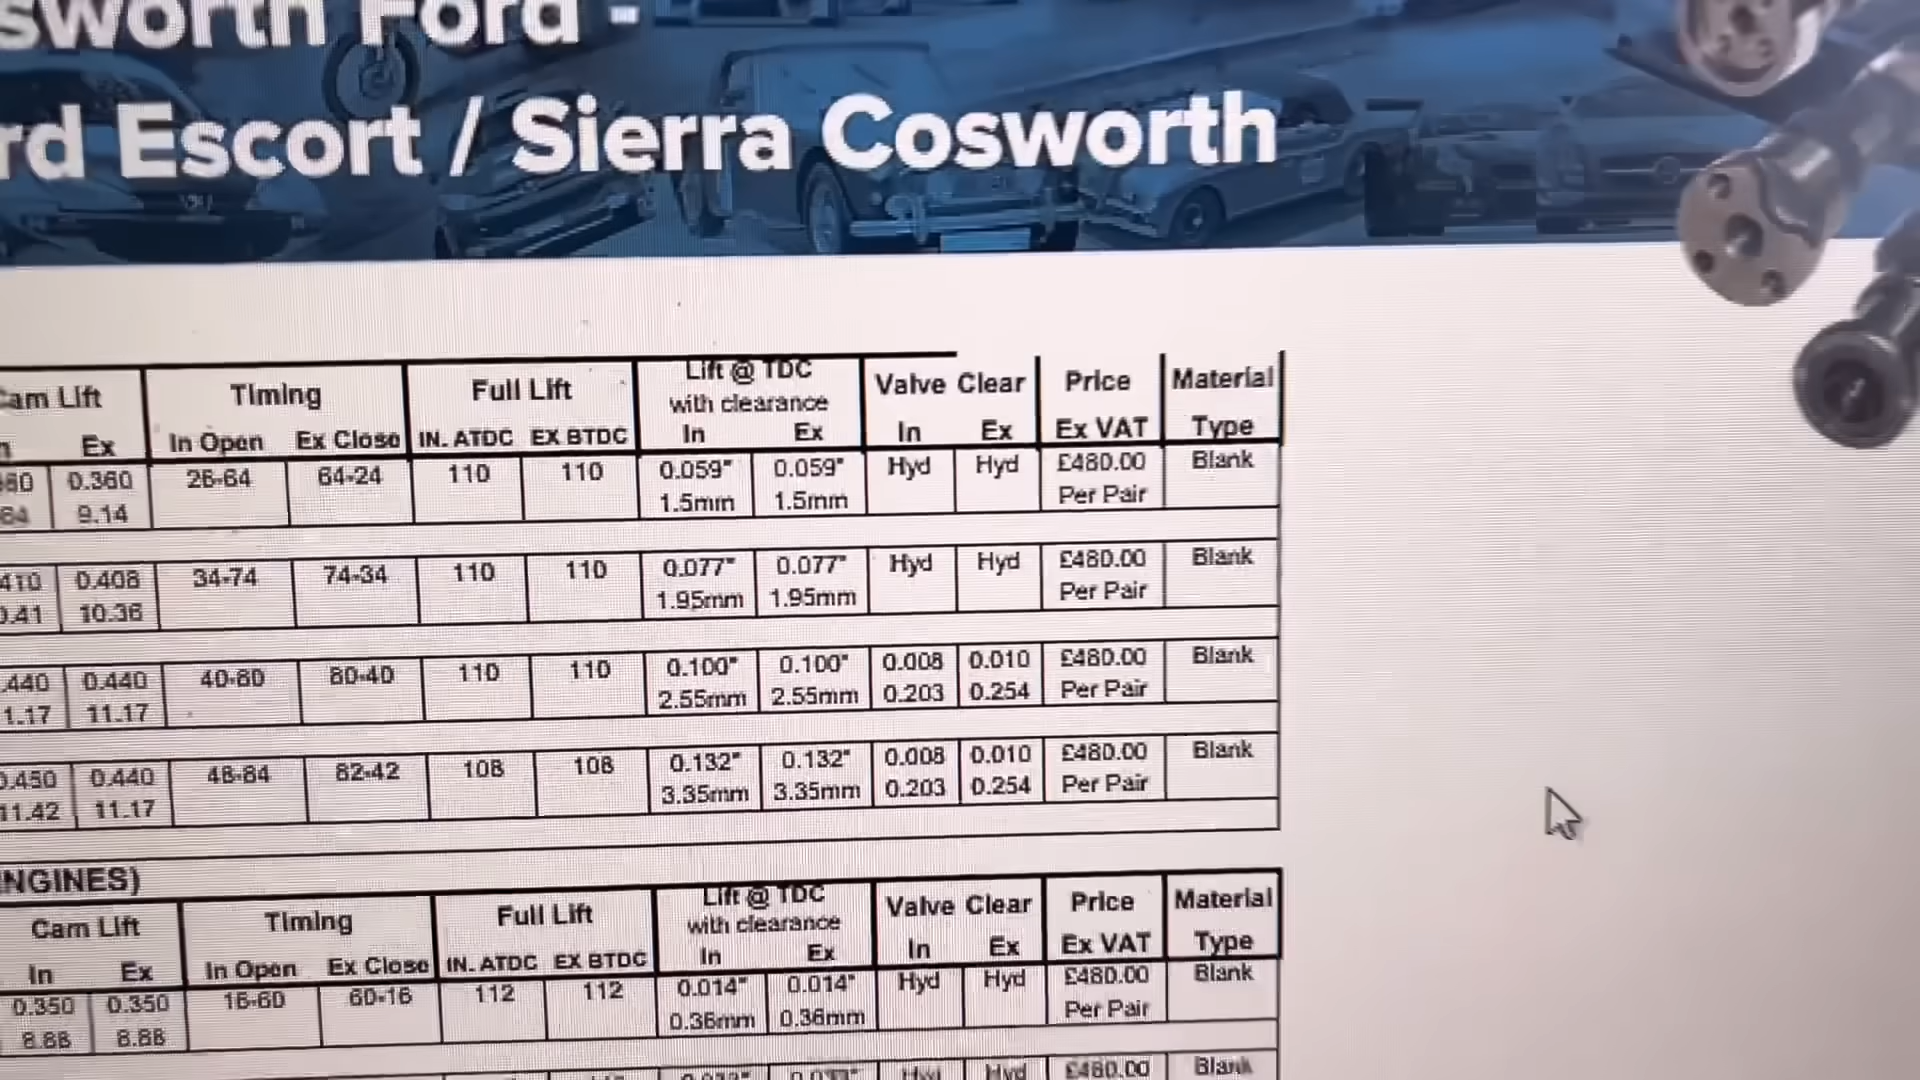 sworth Ford -
rd Escort / Sierra Cosworth
Cam Lift Timing Full Lift Lift @ TDC with clearance Valve Clear Price Material
Ex In Open Ex Close IN. ATDC EX BTDC In Ex In Ex Ex VAT Type
0.360 26-64 64-24 110 110 0.059" 0.059" Hyd Hyd £480.00 Blank
9.14 1.5mm 1.5mm Per Pair
410 0.408 34-74 74-34 110 110 0.077" 0.077" Hyd Hyd £480.00 Blank
0.41 10.36 1.95mm 1.95mm Per Pair
.440 0.440 40-80 80-40 110 110 0.100" 0.100" 0.008 0.010 £480.00 Blank
1.17 11.17 2.55mm 2.55mm 0.203 0.254 Per Pair
0.450 0.440 48-84 82-42 108 108 0.132" 0.132" 0.008 0.010 £480.00 Blank
11.42 11.17 3.35mm 3.35mm 0.203 0.254 Per Pair
NGINES)
Cam Lift Timing Full Lift Lift @ TDC with clearance Valve Clear Price Material
In Ex In Open Ex Close IN. ATDC EX BTDC In Ex In Ex Ex VAT Type
0.350 0.350 16-60 60-16 112 112 0.014" 0.014" Hyd Hyd £480.00 Blank
8.88 8.88 0.36mm 0.36mm Per Pair
Hyd Hyd £480.00 Blank